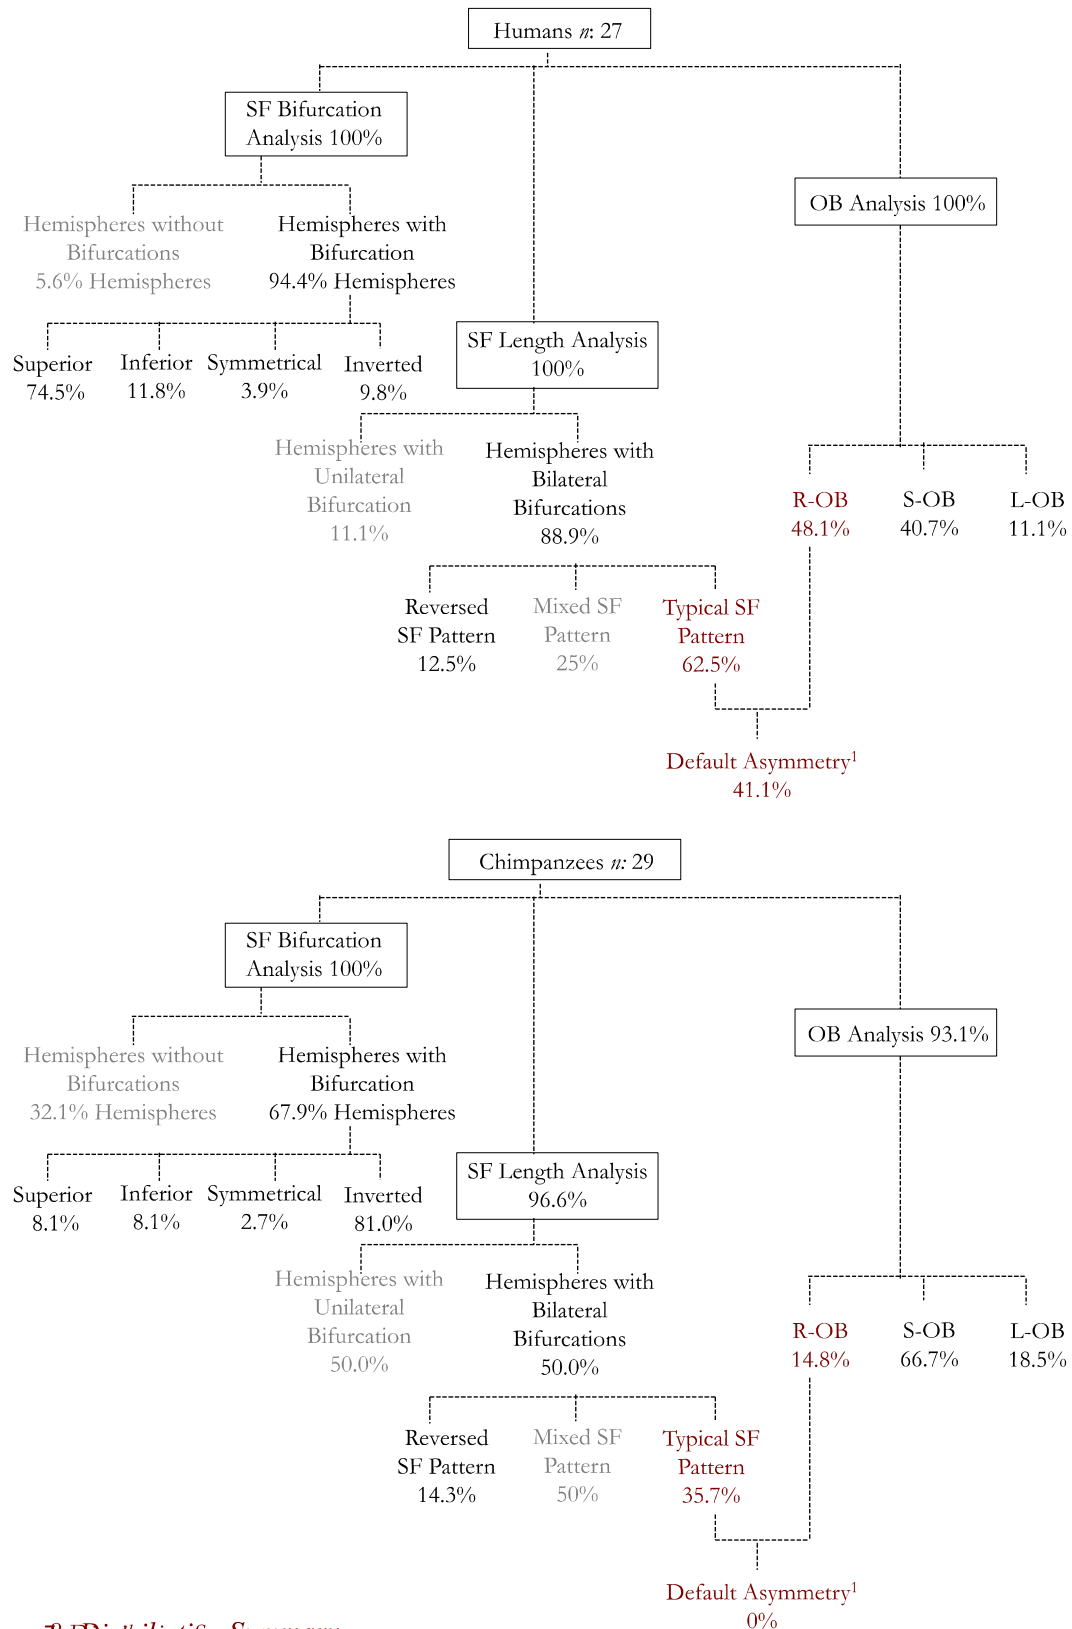 Humans n: 27
SF Bifurcation
Analysis 100%
OB Analysis 100%
Hemispheres without
Bifurcations
5.6% Hemispheres
Hemispheres with
Bifurcation
94.4% Hemispheres
SF Length Analysis
100%
Superior
74.5%
Inferior
11.8%
Symmetrical
3.9%
Inverted
9.8%
Hemispheres with
Unilateral
Bifurcation
11.1%
Hemispheres with
Bilateral
Bifurcations
88.9%
R-OB
48.1%
S-OB
40.7%
L-OB
11.1%
Reversed
SF Pattern
12.5%
Mixed SF
Pattern
25%
Typical SF
Pattern
62.5%
Default Asymmetry¹
41.1%
Chimpanzees n: 29
SF Bifurcation
Analysis 100%
OB Analysis 93.1%
Hemispheres without
Bifurcations
32.1% Hemispheres
Hemispheres with
Bifurcation
67.9% Hemispheres
SF Length Analysis
96.6%
Superior
8.1%
Inferior
8.1%
Symmetrical
2.7%
Inverted
81.0%
Hemispheres with
Unilateral
Bifurcation
50.0%
Hemispheres with
Bilateral
Bifurcations
50.0%
R-OB
14.8%
S-OB
66.7%
L-OB
18.5%
Reversed
SF Pattern
14.3%
Mixed SF
Pattern
50%
Typical SF
Pattern
35.7%
Default Asymmetry¹
0%